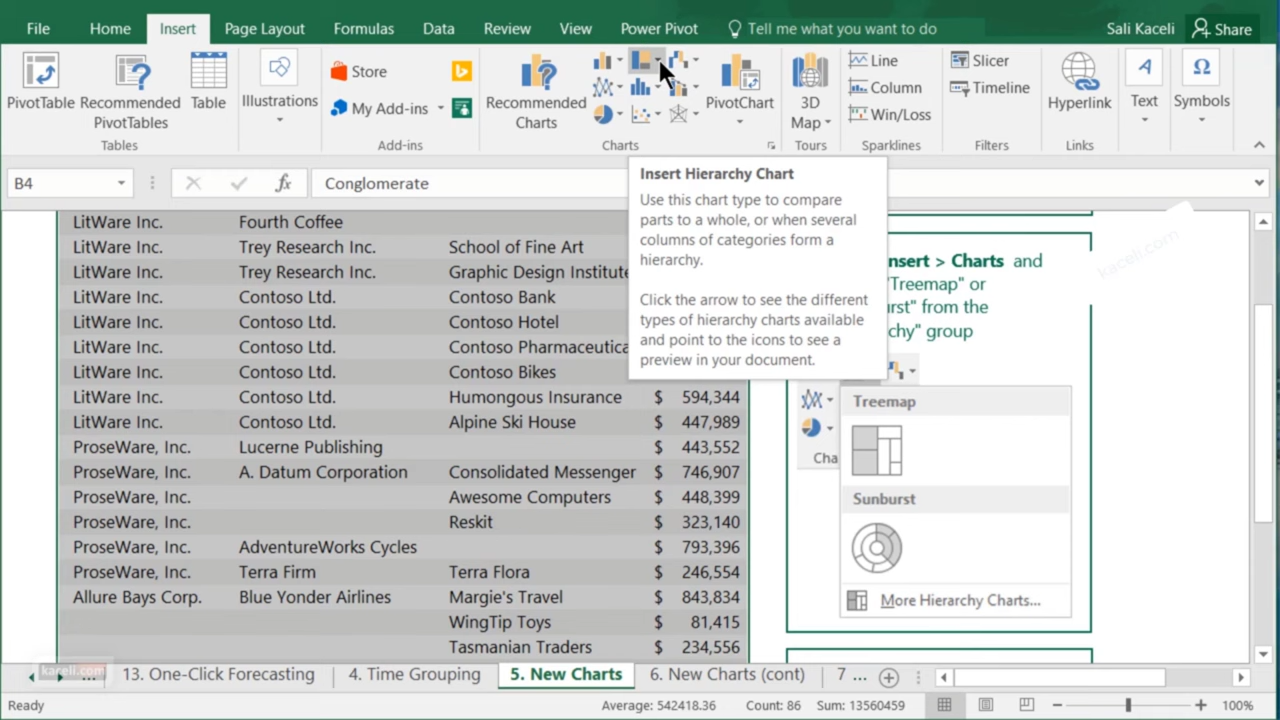 File Home Insert Page Layout Formulas Data Review View Power Pivot Tell me what you want to do Sali Kaceli Share
PivotTable
Recommended
PivotTables
Table
Tables
Illustrations
Store
My Add-ins
Add-ins
Recommended
Charts
PivotChart
Charts
3D
Map
Tours
Line
Column
Win/Loss
Sparklines
Slicer
Timeline
Filters
Hyperlink
Links
A
Text
Ω
Symbols
B4 fx Conglomerate
Insert Hierarchy Chart
Use this chart type to compare
parts to a whole, or when several
columns of categories form a
hierarchy.
Click the arrow to see the different
types of hierarchy charts available
and point to the icons to see a
preview in your document.
LitWare Inc. Fourth Coffee
LitWare Inc. Trey Research Inc. School of Fine Art
LitWare Inc. Trey Research Inc. Graphic Design Institute
LitWare Inc. Contoso Ltd. Contoso Bank
LitWare Inc. Contoso Ltd. Contoso Hotel
LitWare Inc. Contoso Ltd. Contoso Pharmaceutica
LitWare Inc. Contoso Ltd. Contoso Bikes
LitWare Inc. Contoso Ltd. Humongous Insurance $ 594,344
LitWare Inc. Contoso Ltd. Alpine Ski House $ 447,989
ProseWare, Inc. Lucerne Publishing $ 443,552
ProseWare, Inc. A. Datum Corporation Consolidated Messenger $ 746,907
ProseWare, Inc. Awesome Computers $ 448,399
ProseWare, Inc. Reskit $ 323,140
ProseWare, Inc. AdventureWorks Cycles $ 793,396
ProseWare, Inc. Terra Firm Terra Flora $ 246,554
Allure Bays Corp. Blue Yonder Airlines Margie's Travel $ 843,834
WingTip Toys $ 81,415
Tasmanian Traders $ 234,556
nsert > Charts and
"Treemap" or
urst" from the
chy" group
kaceli.com
Cha
Treemap
Sunburst
More Hierarchy Charts...
kaceli.com
... 13. One-Click Forecasting 4. Time Grouping 5. New Charts 6. New Charts (cont) 7 ...
Ready Average: 542418.36 Count: 86 Sum: 13560459 100%